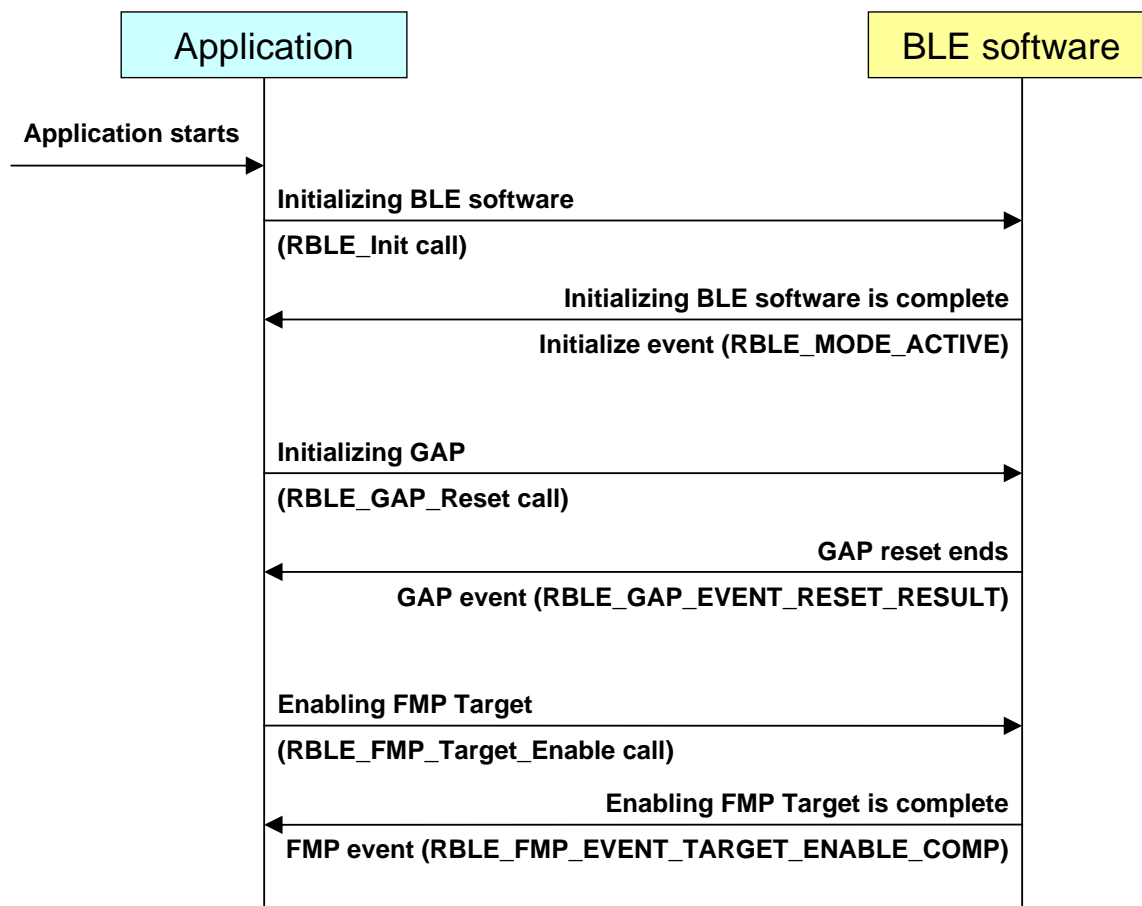 Application
BLE software
Application starts
Initializing BLE software
(RBLE_Init call)
Initializing BLE software is complete
Initialize event (RBLE_MODE_ACTIVE)
Initializing GAP
(RBLE_GAP_Reset call)
GAP reset ends
GAP event (RBLE_GAP_EVENT_RESET_RESULT)
Enabling FMP Target
(RBLE_FMP_Target_Enable call)
Enabling FMP Target is complete
FMP event (RBLE_FMP_EVENT_TARGET_ENABLE_COMP)